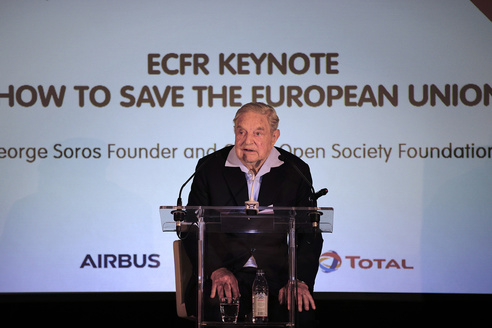 ECFR KEYNOTE
HOW TO SAVE THE EUROPEAN UNION
eorge Soros Founder and Open Society Foundation
AIRBUS
TOTAL